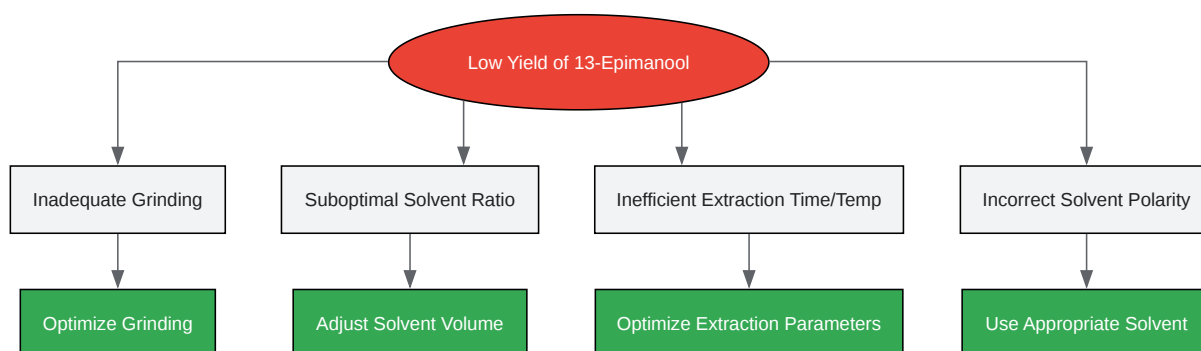 Low Yield of 13-Epimanool
Inadequate Grinding
Suboptimal Solvent Ratio
Inefficient Extraction Time/Temp
Incorrect Solvent Polarity
Optimize Grinding
Adjust Solvent Volume
Optimize Extraction Parameters
Use Appropriate Solvent